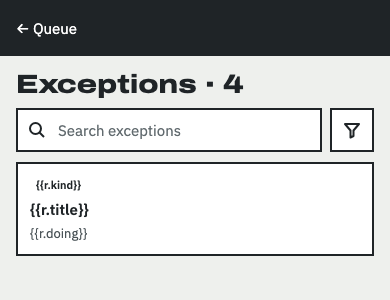 ← Queue
Exceptions · 4
Search exceptions
{{r.kind}}
{{r.title}}
{{r.doing}}